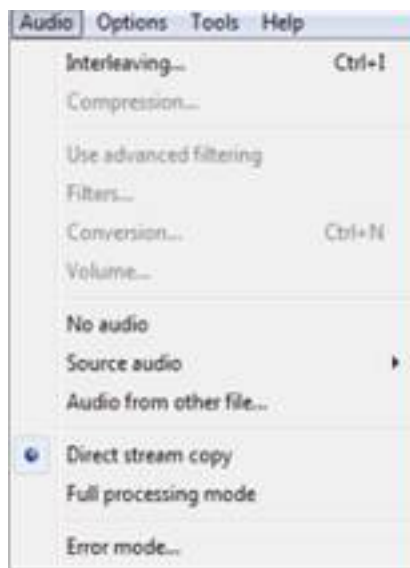 Audio Options Tools Help
Interleaving... Ctrl+I
Compression...
Use advanced filtering
Filters...
Conversion... Ctrl+N
Volume...
No audio
Source audio
Audio from other file...
Direct stream copy
Full processing mode
Error mode...